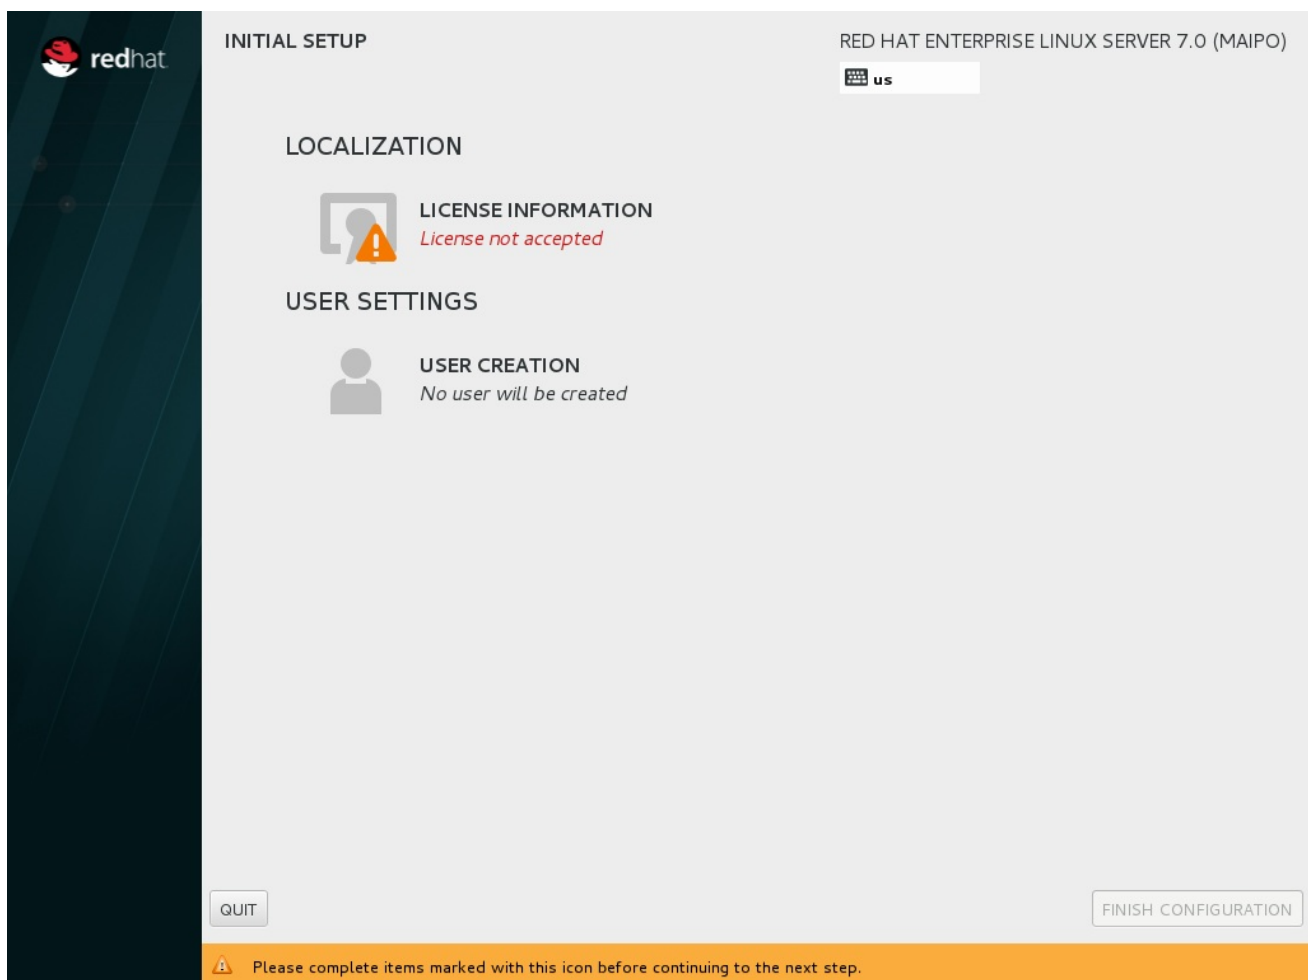 redhat
INITIAL SETUP
RED HAT ENTERPRISE LINUX SERVER 7.0 (MAIPO)
us
LOCALIZATION
LICENSE INFORMATION
License not accepted
USER SETTINGS
USER CREATION
No user will be created
QUIT
FINISH CONFIGURATION
Please complete items marked with this icon before continuing to the next step.